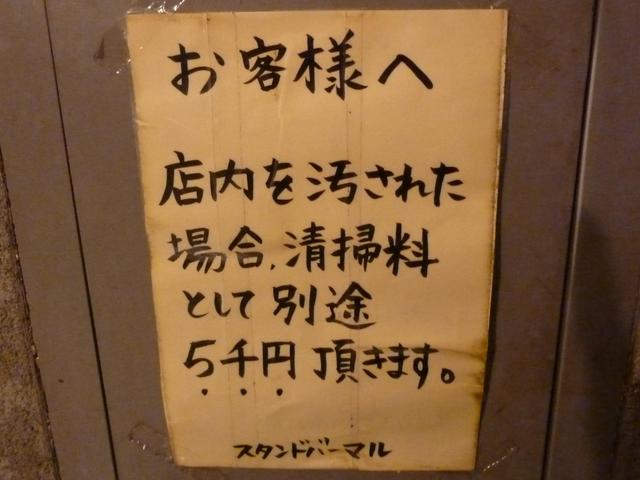 お客様へ
店内を汚された
場合、清掃料
として別途
5千円頂きます。
スタンドバーマル